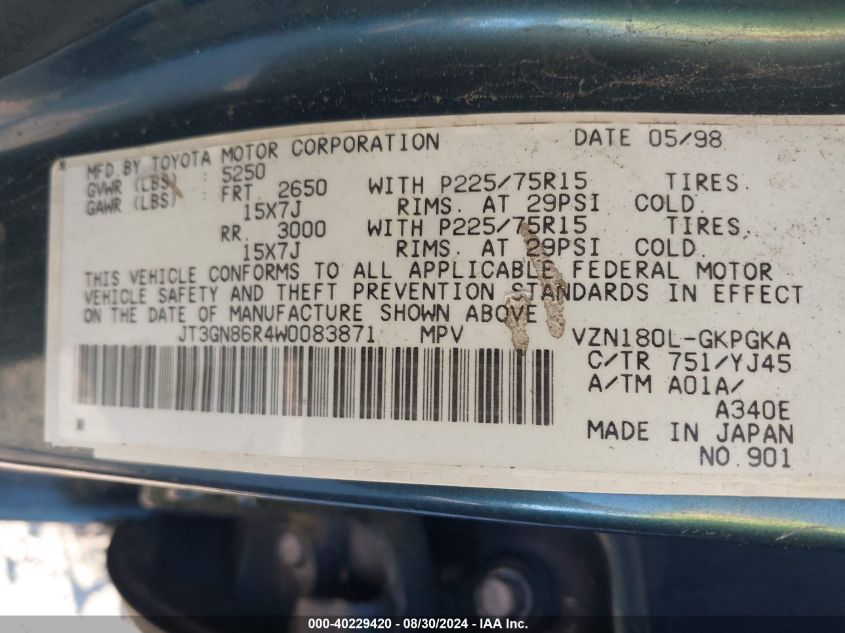 MFD. BY TOYOTA MOTOR CORPORATION DATE 05/98
GVWR (LBS) : 5250
GAWR (LBS) : FRT 2650 WITH P225/75R15 TIRES.
15X7J RIMS. AT 29PSI COLD.
RR. 3000 WITH P225/75R15 TIRES.
15X7J RIMS. AT 29PSI COLD.
THIS VEHICLE CONFORMS TO ALL APPLICABLE FEDERAL MOTOR
VEHICLE SAFETY AND THEFT PREVENTION STANDARDS IN EFFECT
ON THE DATE OF MANUFACTURE SHOWN ABOVE
JT3GN86R4W0083871 MPV VZN180L-GKPGKA
C/TR 751/YJ45
A/TM A01A/
A340E
MADE IN JAPAN
NO.901
000-40229420 - 08/30/2024 - IAA Inc.